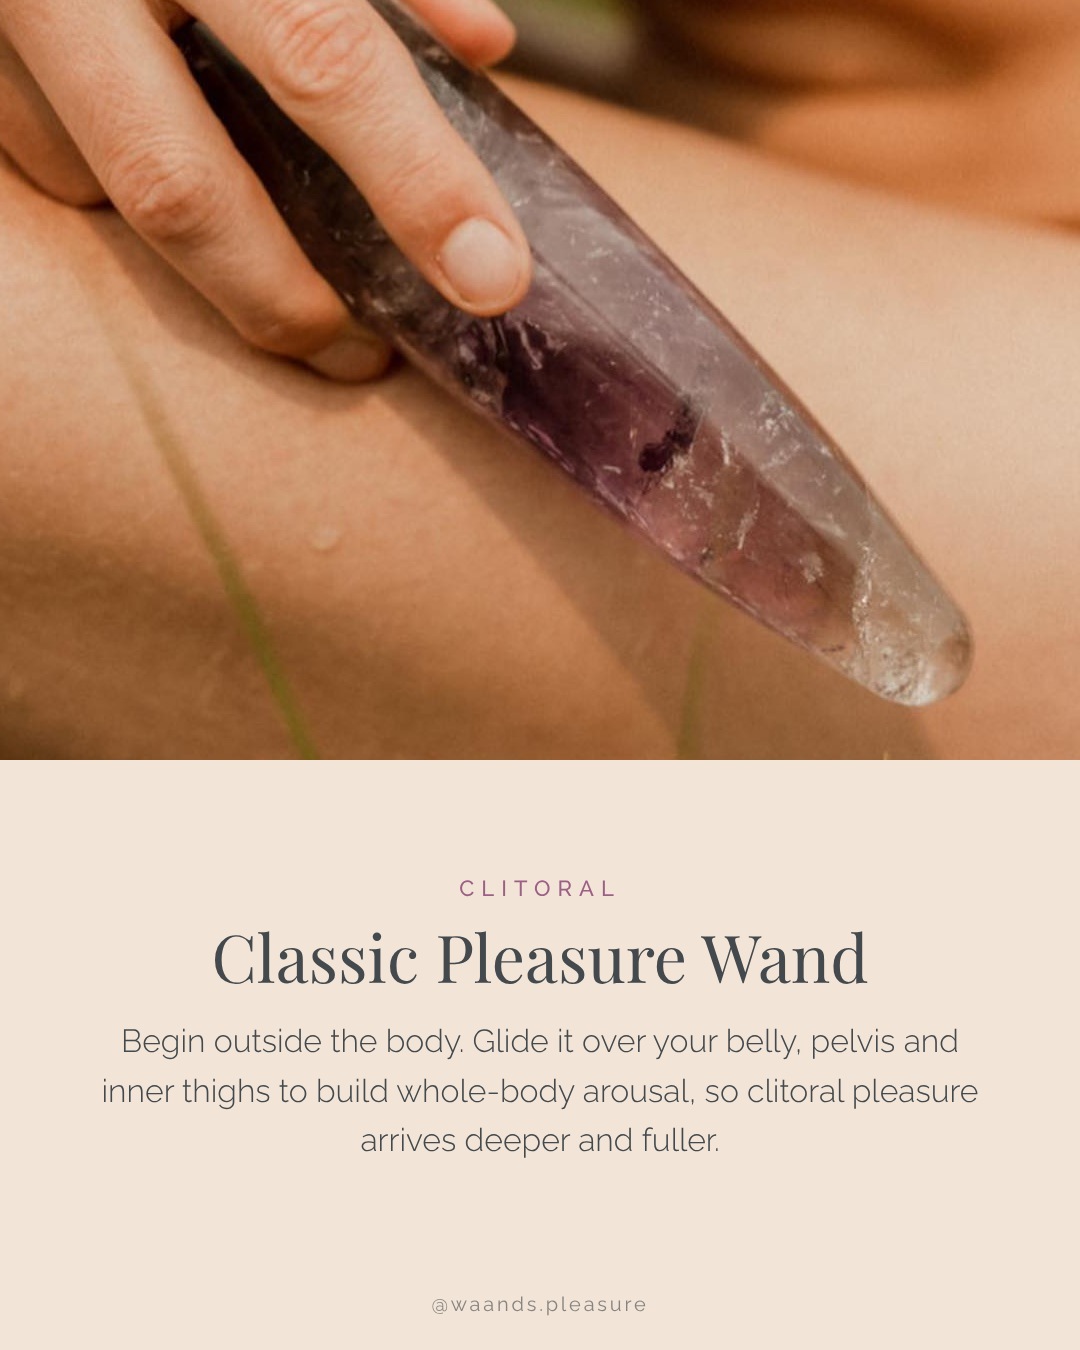 CLITORAL
Classic Pleasure Wand
Begin outside the body. Glide it over your belly, pelvis and
inner thighs to build whole-body arousal, so clitoral pleasure
arrives deeper and fuller.
@waands.pleasure